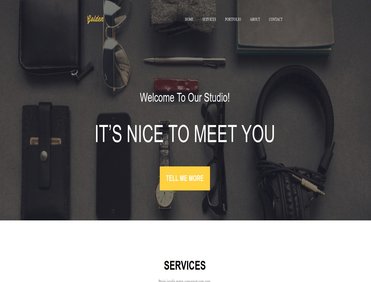 Golden
HOME SERVICES PORTFOLIO ABOUT CONTACT
Welcome To Our Studio!
IT'S NICE TO MEET YOU
TELL ME MORE
SERVICES